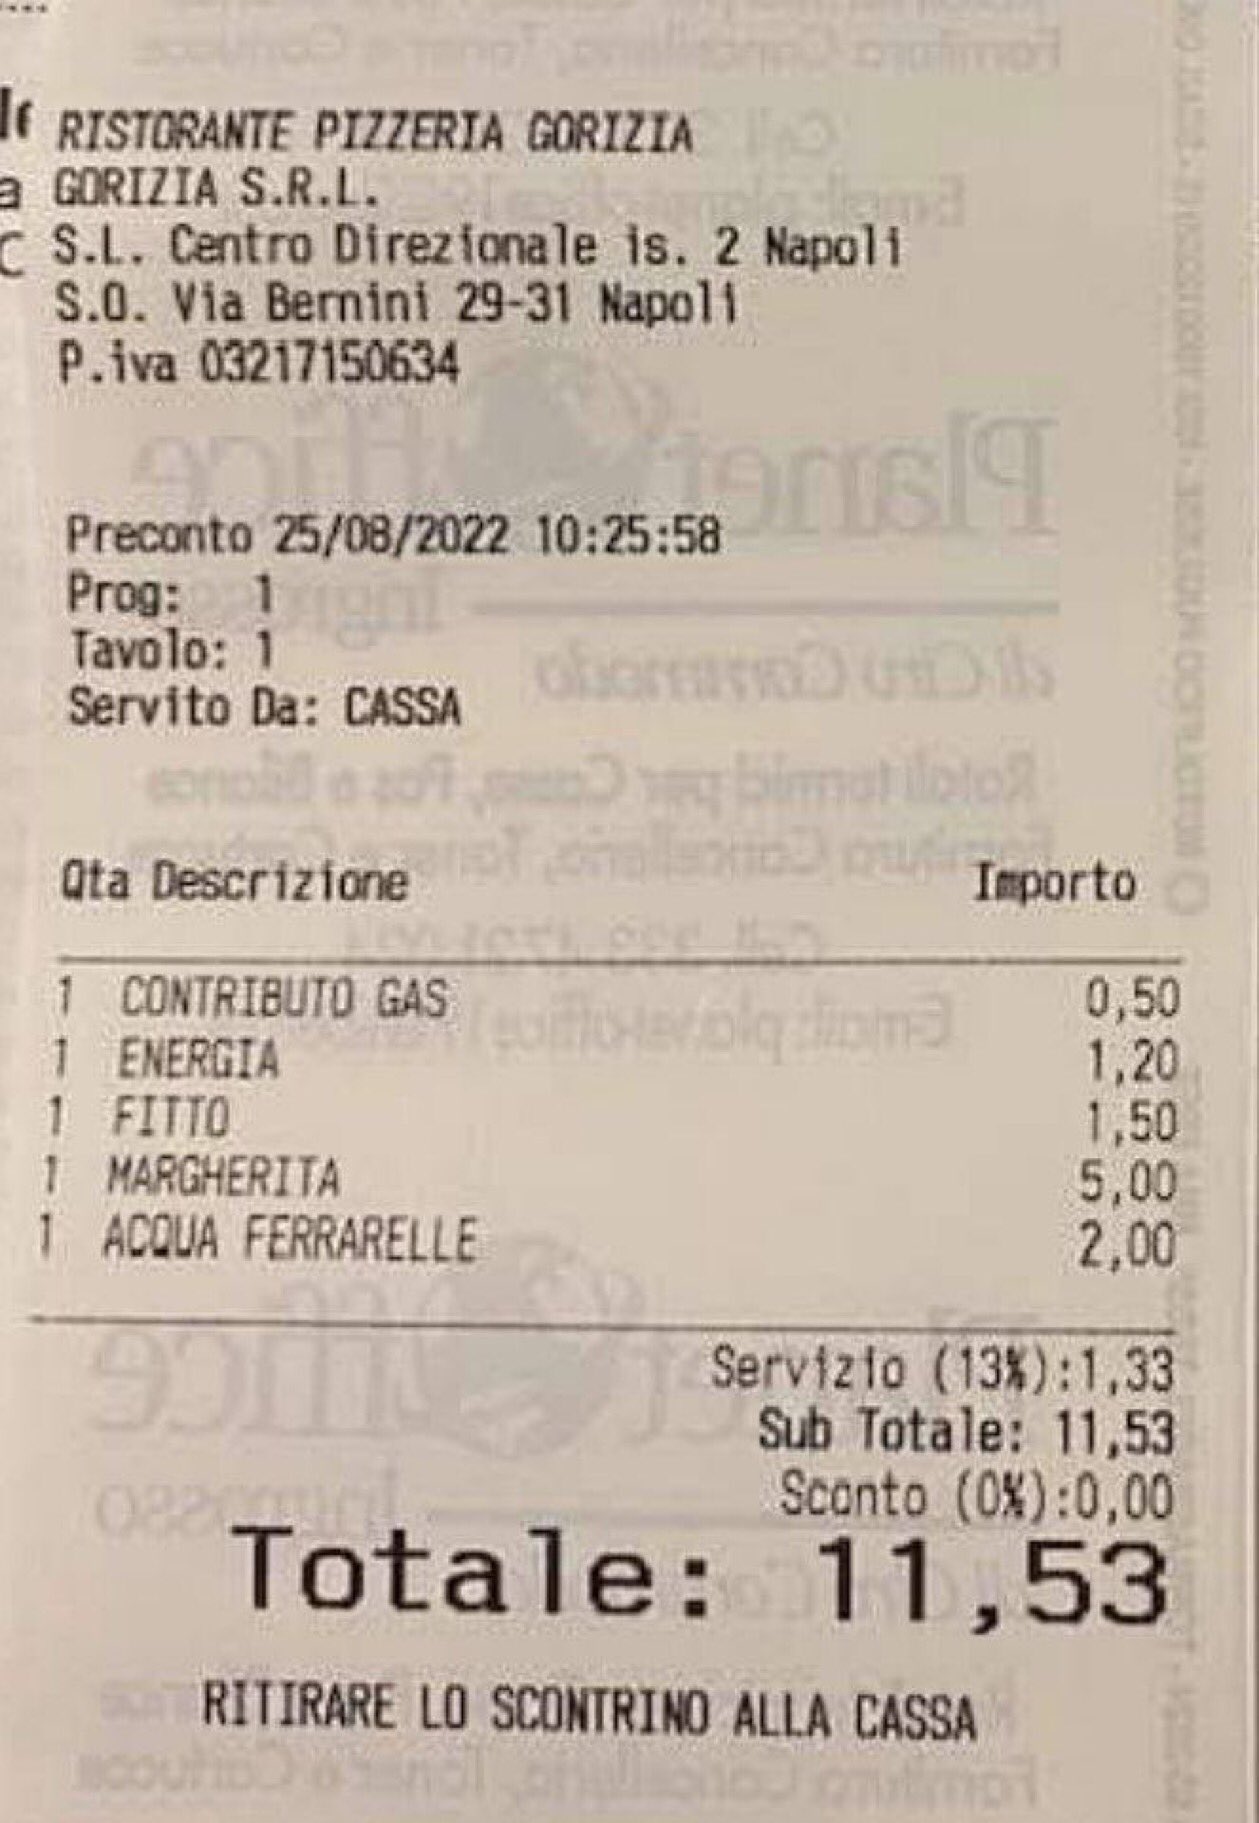 RISTORANTE PIZZERIA GORIZIA
GORIZIA S.R.L.
S.L. Centro Direzionale is. 2 Napoli
S.O. Via Bernini 29-31 Napoli
P.iva 03217150634
Preconto 25/08/2022 10:25:58
Prog: 1
Tavolo: 1
Servito Da: CASSA
Qta Descrizione Importo
1 CONTRIBUTO GAS 0,50
1 ENERGIA 1,20
1 FITTO 1,50
1 MARGHERITA 5,00
1 ACQUA FERRARELLE 2,00
Servizio (13%):1,33
Sub Totale: 11,53
Sconto (0%):0,00
Totale: 11,53
RITIRARE LO SCONTRINO ALLA CASSA